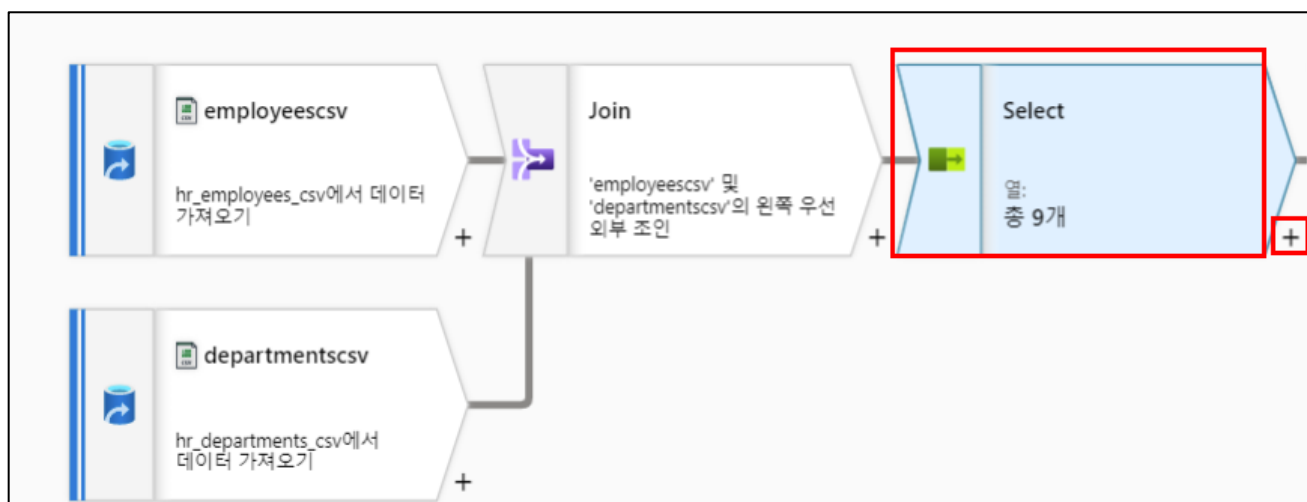 employeescsv
hr_employees_csv에서 데이터
가져오기
+
Join
'employeescsv' 및
'departmentscsv'의 왼쪽 우선
외부 조인
+
Select
열:
총 9개
+
departmentscsv
hr_departments_csv에서
데이터 가져오기
+